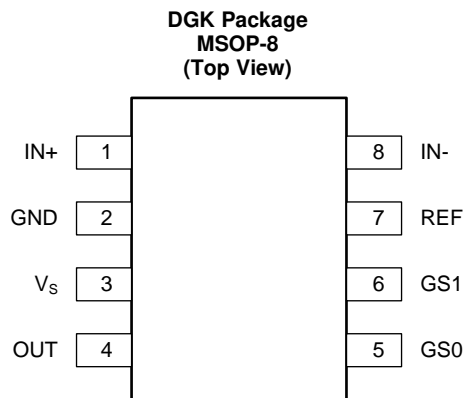 DGK Package
MSOP-8
(Top View)
IN+ 1 8 IN-
GND 2 7 REF
VS 3 6 GS1
OUT 4 5 GS0